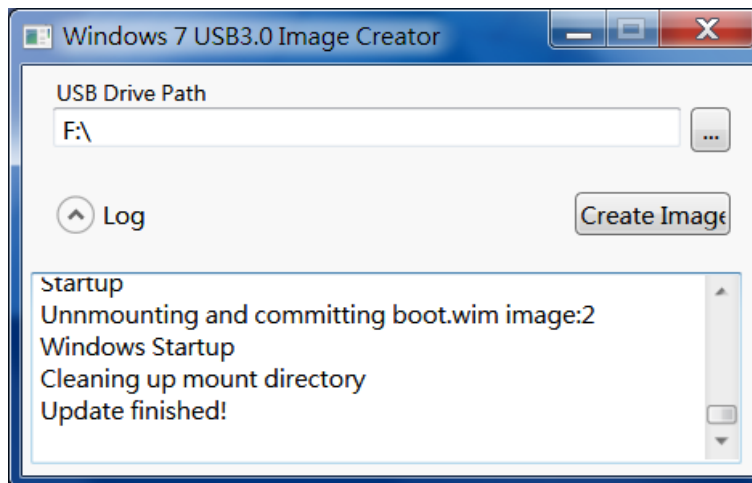 Windows 7 USB3.0 Image Creator
USB Drive Path
F:\
...
Log
Create Image
Startup
Unnmounting and committing boot.wim image:2
Windows Startup
Cleaning up mount directory
Update finished!